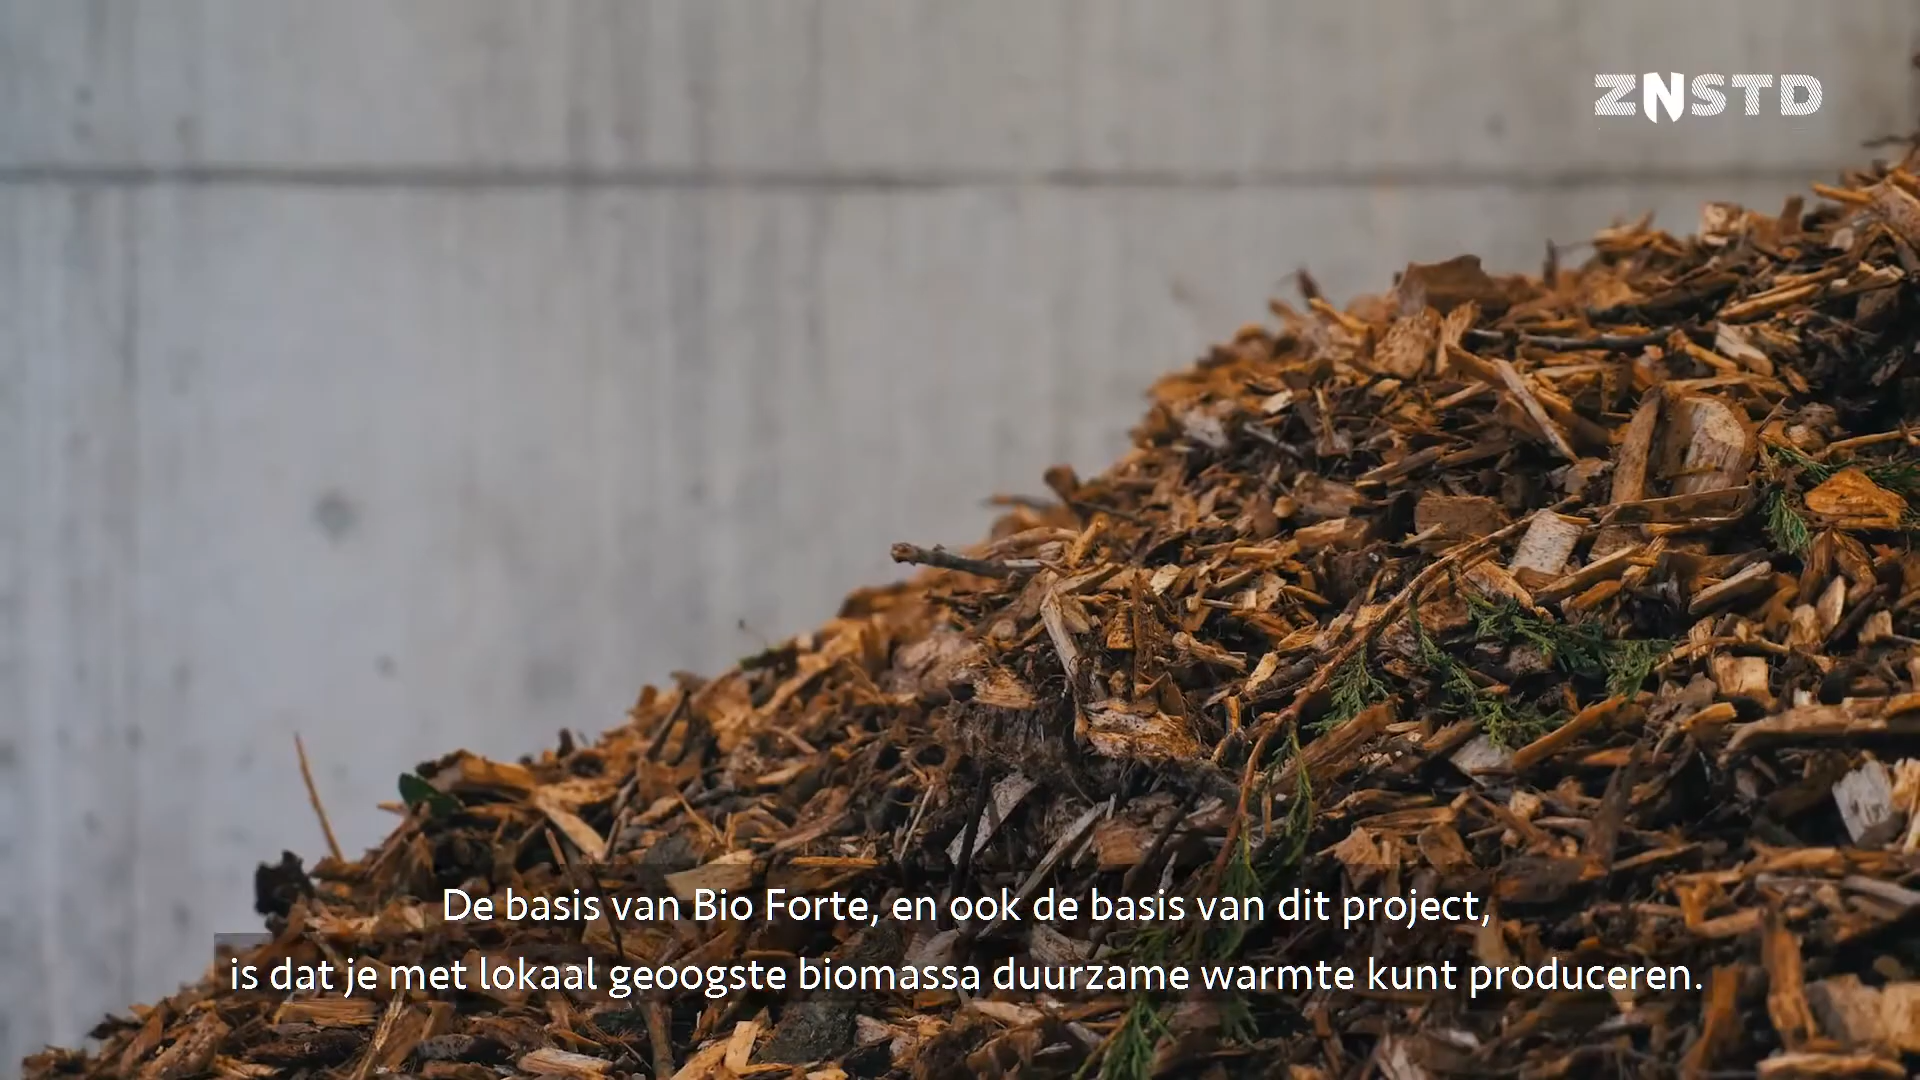 ZNSTD
De basis van Bio Forte, en ook de basis van dit project,
is dat je met lokaal geoogste biomassa duurzame warmte kunt produceren.